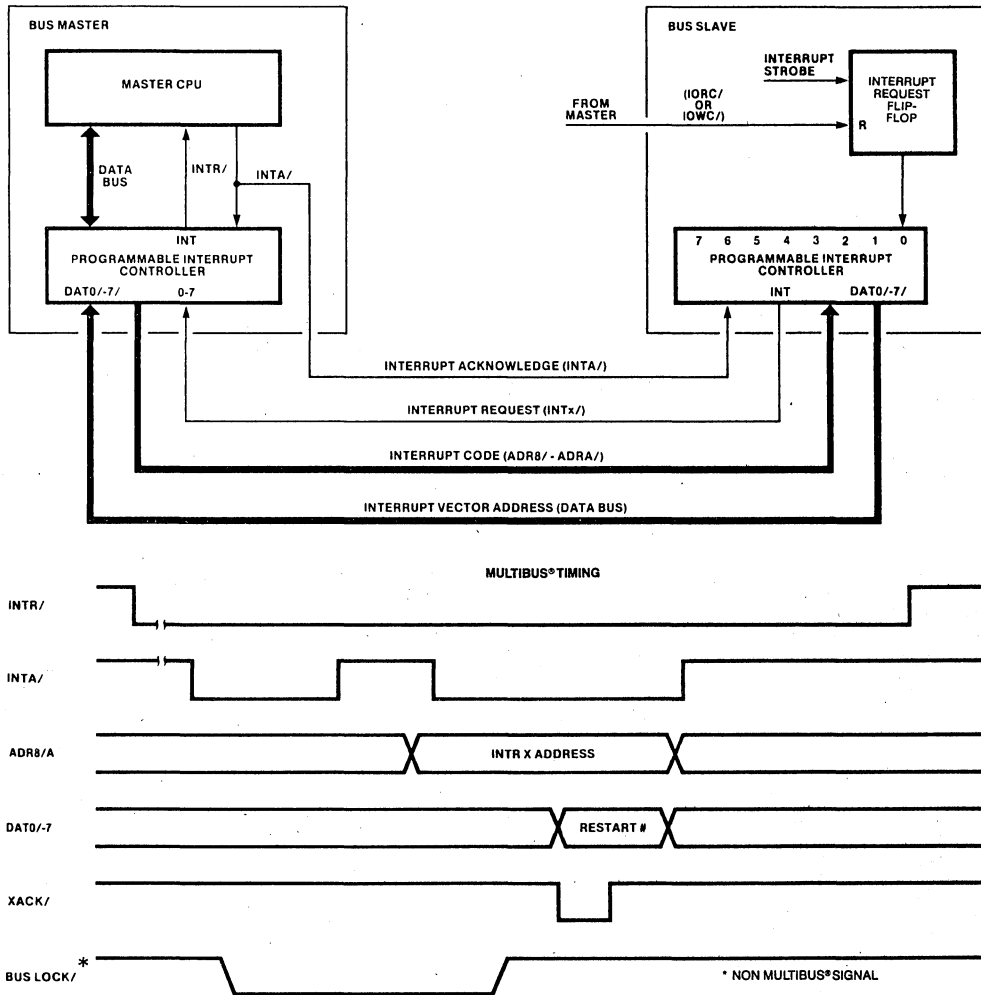 BUS MASTER
MASTER CPU
DATA
BUS
INTR/
INTA/
INT
PROGRAMMABLE INTERRUPT
CONTROLLER
DAT0/-7/ 0-7
BUS SLAVE
INTERRUPT
STROBE
INTERRUPT
REQUEST
FLIP-
FLOP
R
FROM
MASTER
(IORC/
OR
IOWC/)
7 6 5 4 3 2 1 0
PROGRAMMABLE INTERRUPT
CONTROLLER
INT DAT0/-7/
INTERRUPT ACKNOWLEDGE (INTA/)
INTERRUPT REQUEST (INTx/)
INTERRUPT CODE (ADR8/ - ADRA/)
INTERRUPT VECTOR ADDRESS (DATA BUS)
MULTIBUS® TIMING
INTR/
INTA/
ADR8/A
INTR X ADDRESS
DAT0/-7
RESTART #
XACK/
BUS LOCK/ *
* NON MULTIBUS® SIGNAL